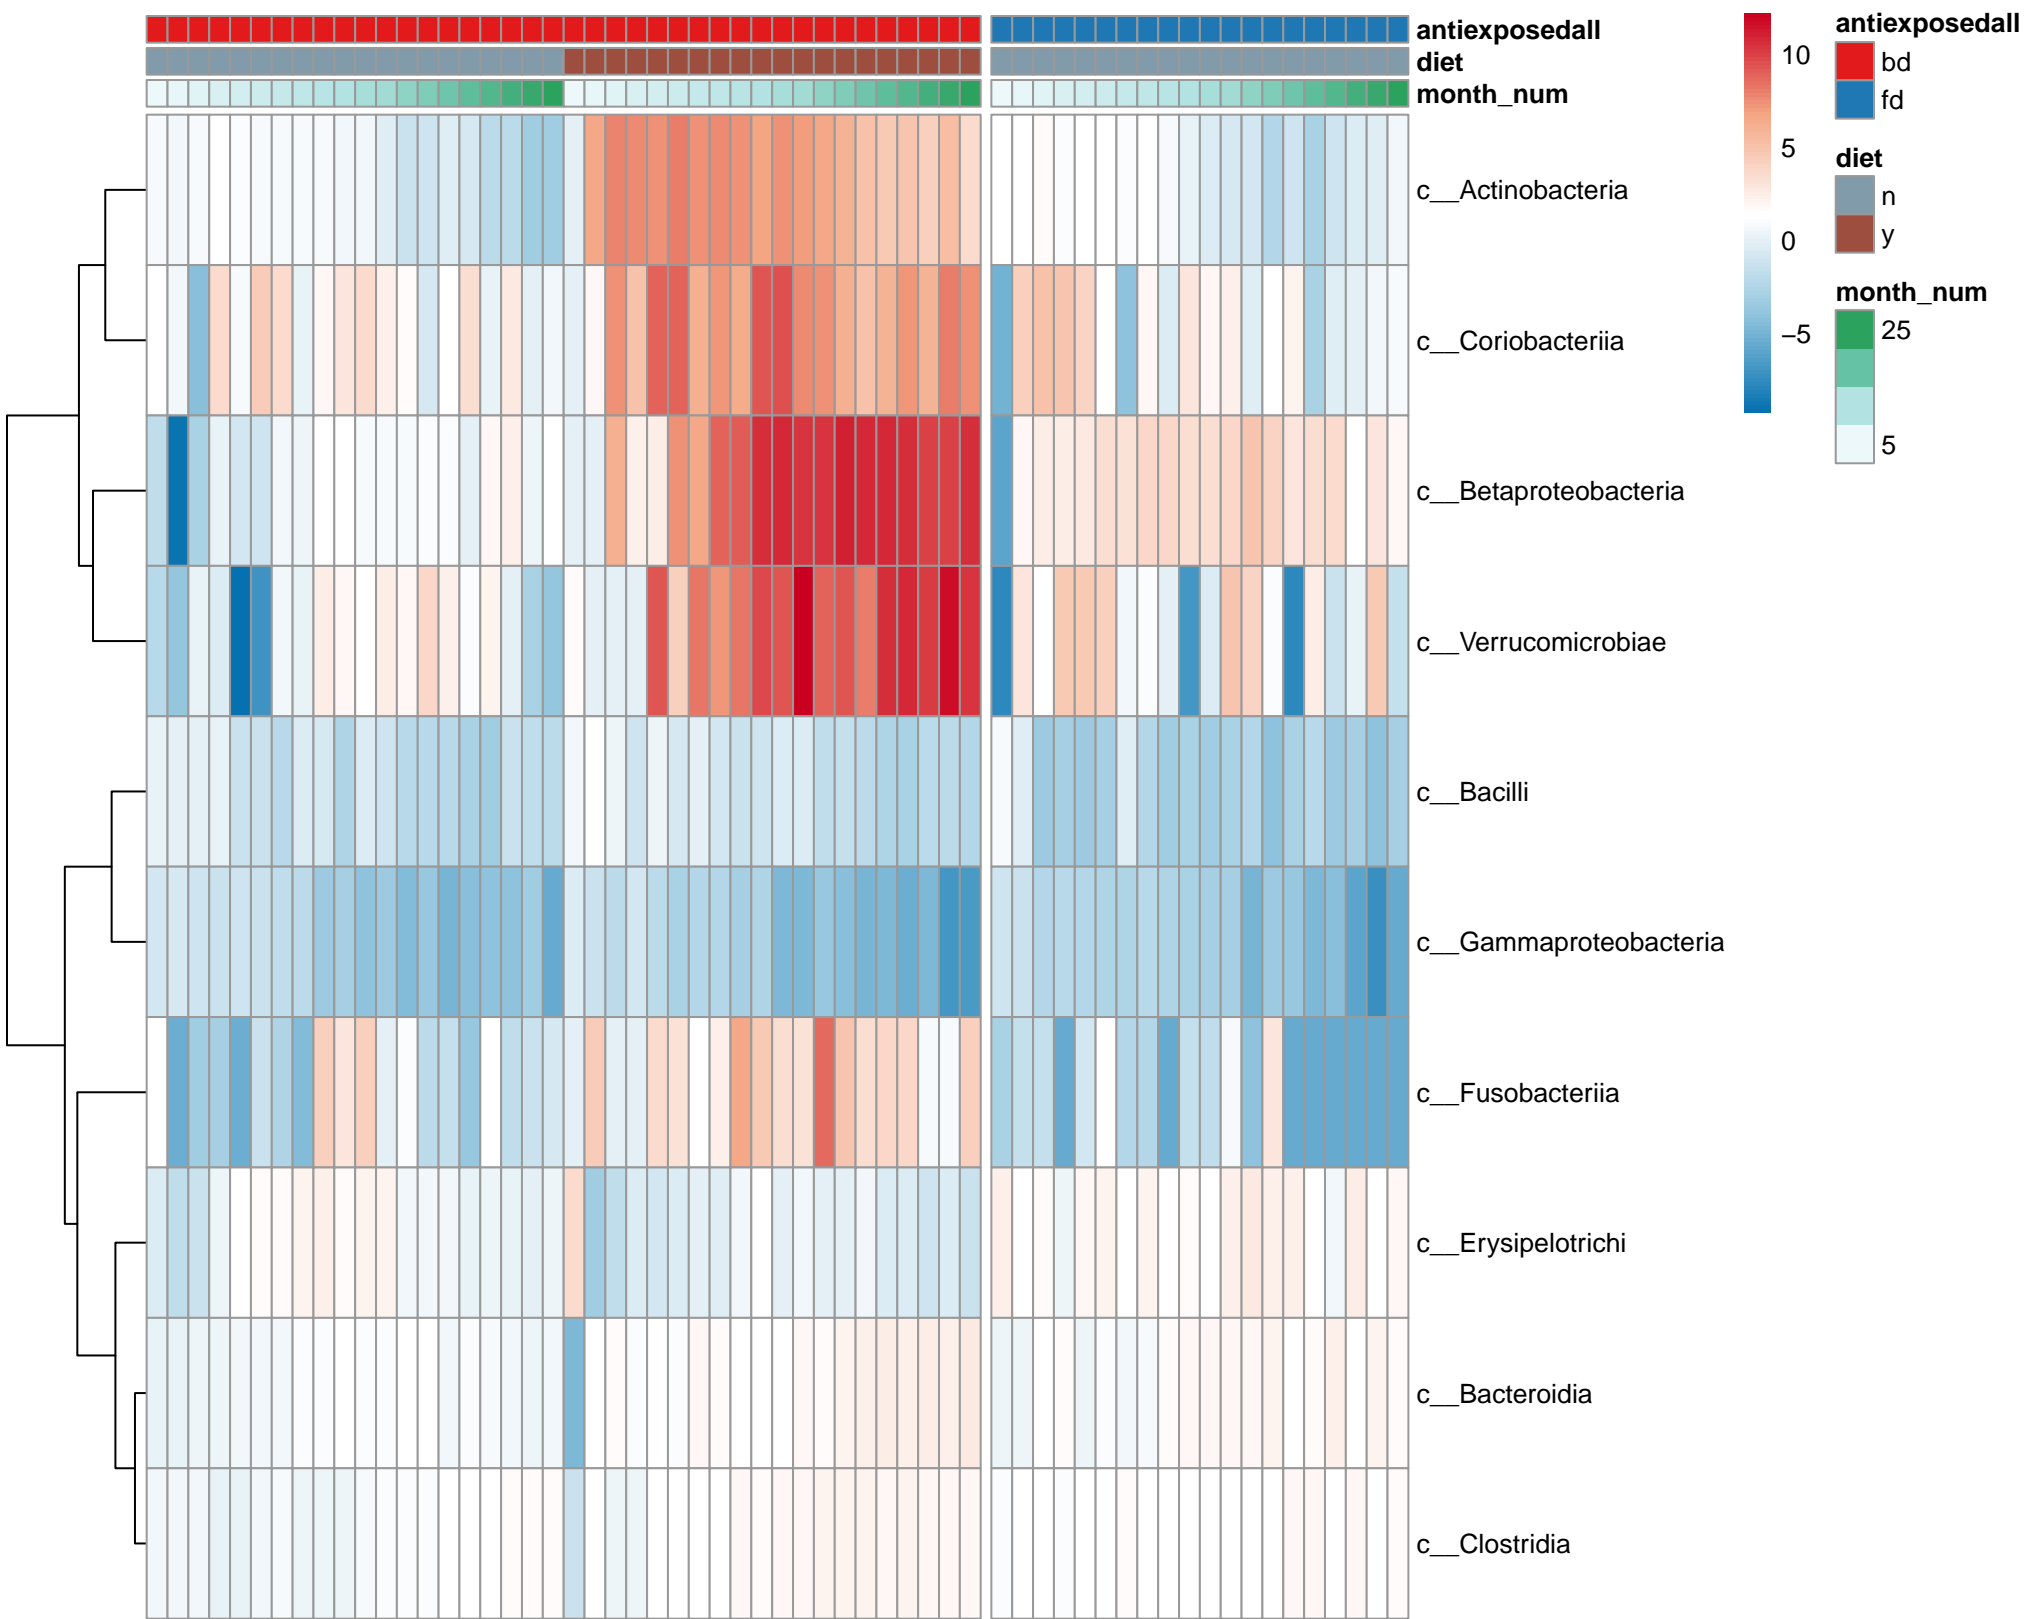 antiexposedall
diet
month_num
c__Actinobacteria
c__Coriobacteriia
c__Betaproteobacteria
c__Verrucomicrobiae
c__Bacilli
c__Gammaproteobacteria
c__Fusobacteriia
c__Erysipelotrichi
c__Bacteroidia
c__Clostridia
10
5
0
−5
antiexposedall
bd
fd
diet
n
y
month_num
25
5